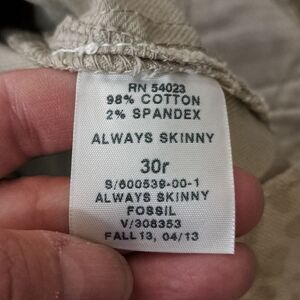 RN 54023
98% COTTON
2% SPANDEX
ALWAYS SKINNY
30r
S/600539-00-1
ALWAYS SKINNY
FOSSIL
V/308353
FALL13, 04/13